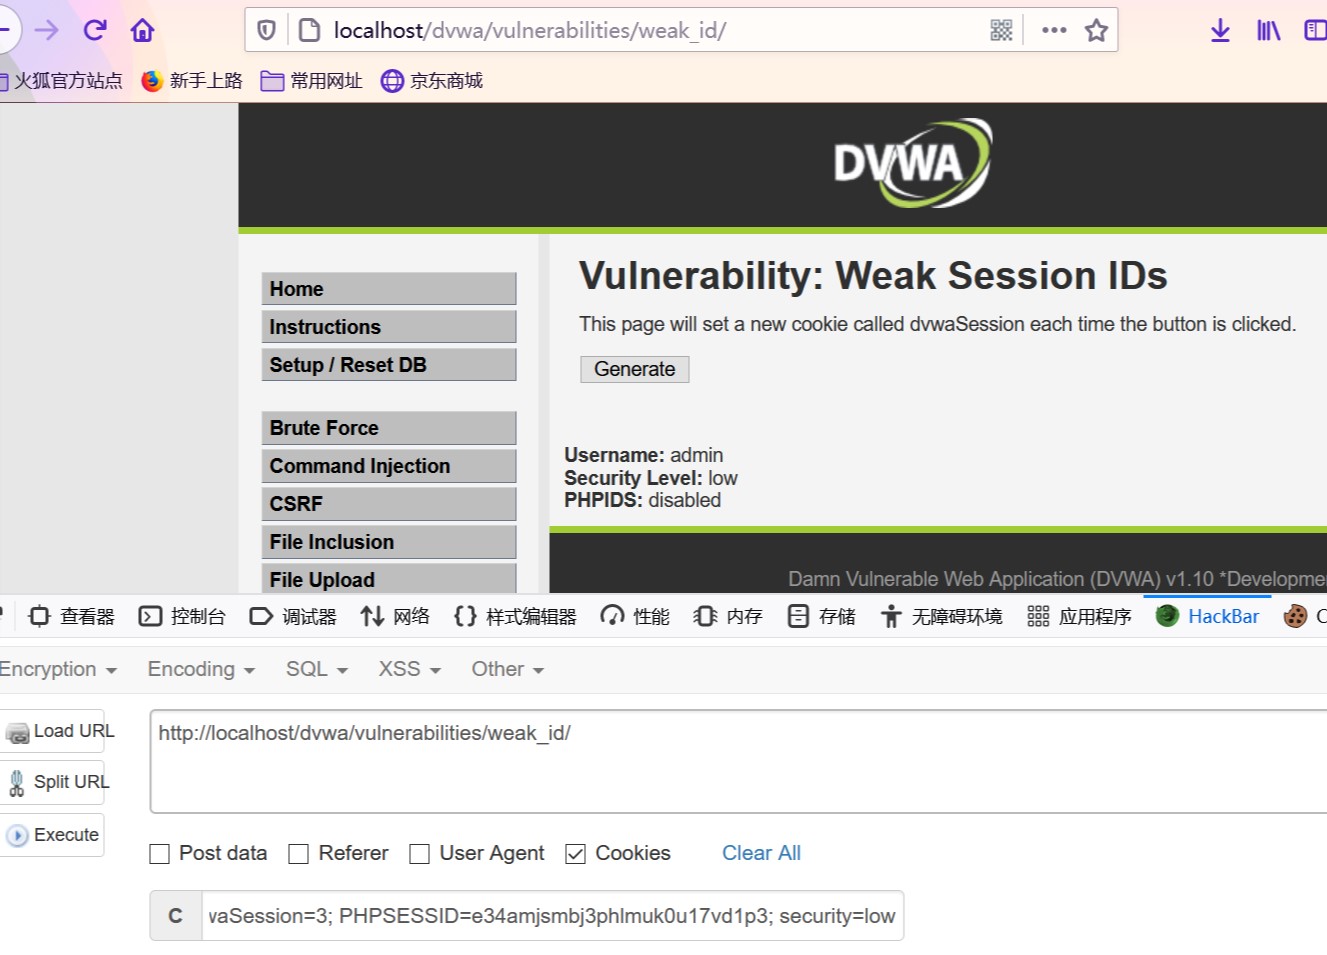 localhost/dvwa/vulnerabilities/weak_id/
火狐官方站点 新手上路 常用网址 京东商城
DVWA
Home
Instructions
Setup / Reset DB
Brute Force
Command Injection
CSRF
File Inclusion
File Upload
Vulnerability: Weak Session IDs
This page will set a new cookie called dvwaSession each time the button is clicked.
Generate
Username: admin
Security Level: low
PHPIDS: disabled
Damn Vulnerable Web Application (DVWA) v1.10 *Developme
查看器 控制台 调试器 网络 {} 样式编辑器 性能 内存 存储 无障碍环境 应用程序 HackBar C
Encryption Encoding SQL XSS Other
Load URL
Split URL
Execute
http://localhost/dvwa/vulnerabilities/weak_id/
Post data Referer User Agent Cookies Clear All
C vaSession=3; PHPSESSID=e34amjsmbj3phlmuk0u17vd1p3; security=low